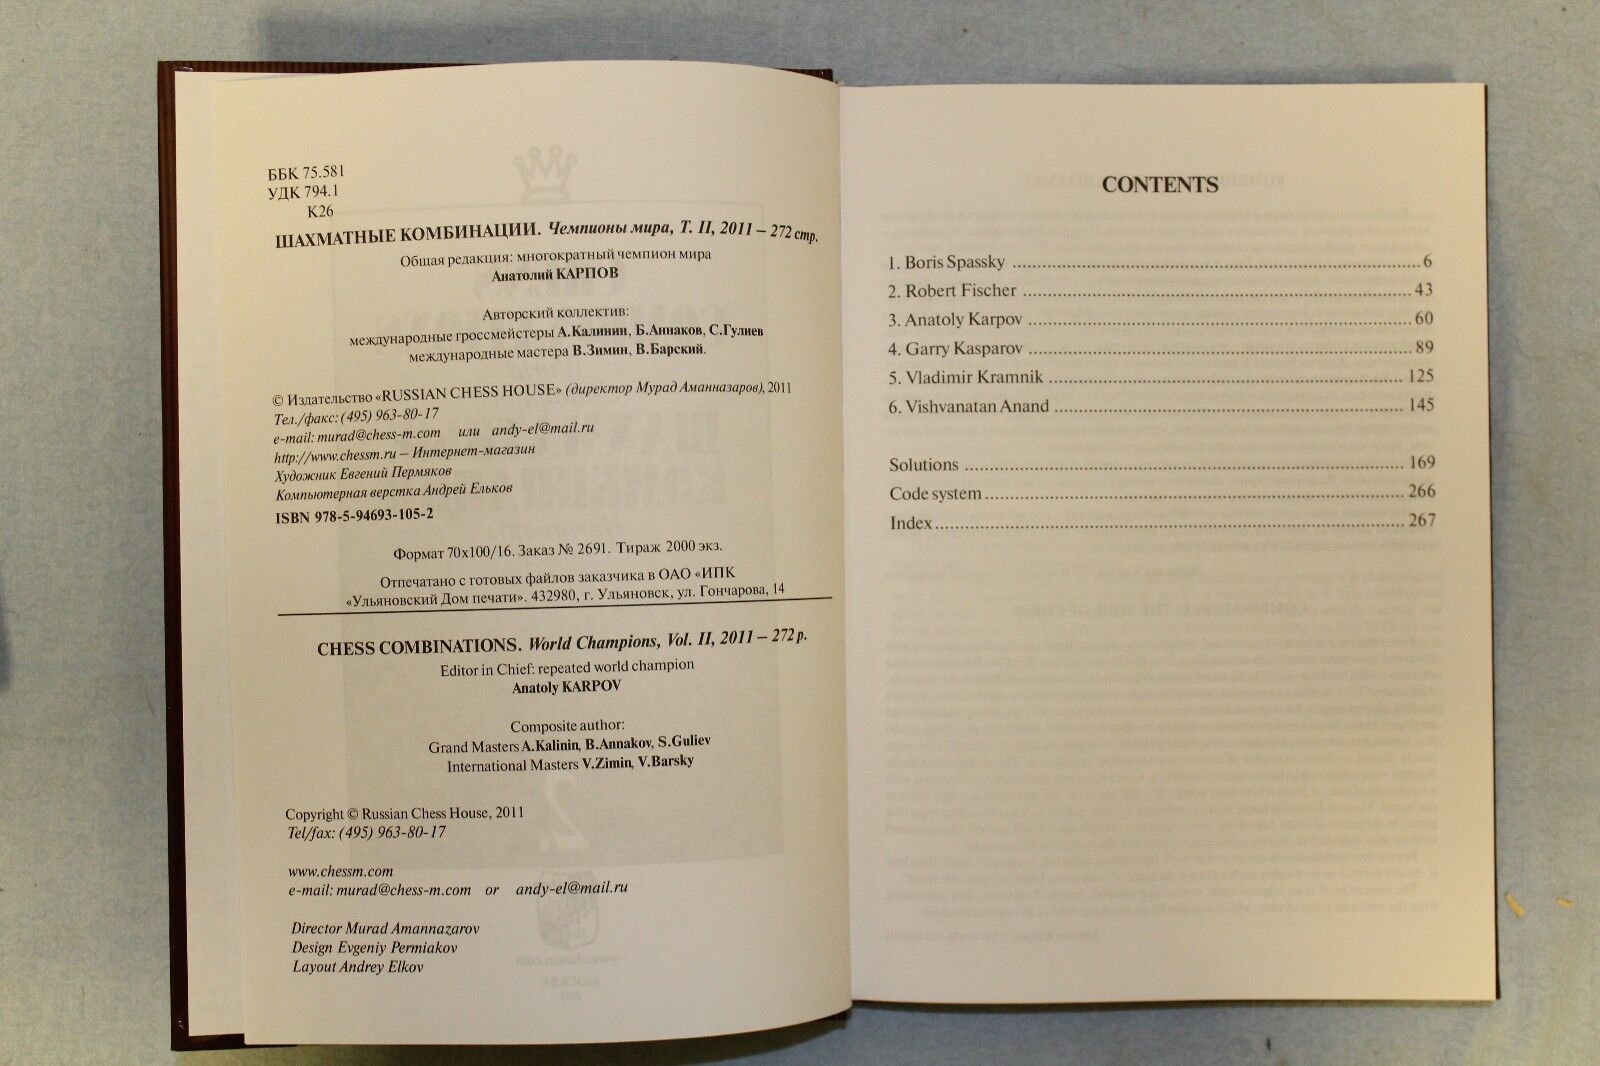 ББК 75.581
УДК 794.1
К26
ШАХМАТНЫЕ КОМБИНАЦИИ. Чемпионы мира, Т. II, 2011 – 272 стр.
Общая редакция: многократный чемпион мира
Анатолий КАРПОВ
Авторский коллектив:
международные гроссмейстеры А.Калинин, Б.Аннаков, С.Гулиев
международные мастера В.Зимин, В.Барский.
© Издательство «RUSSIAN CHESS HOUSE» (директор Мурад Аманназаров), 2011
Тел./факс: (495) 963-80-17
e-mail: murad@chess-m.com или andy-el@mail.ru
http://www.chessm.ru – Интернет-магазин
Художник Евгений Пермяков
Компьютерная верстка Андрей Ельков
ISBN 978-5-94693-105-2
Формат 70x100/16. Заказ № 2691. Тираж 2000 экз.
Отпечатано с готовых файлов заказчика в ОАО «ИПК
«Ульяновский Дом печати». 432980, г. Ульяновск, ул. Гончарова, 14
CHESS COMBINATIONS. World Champions, Vol. II, 2011 – 272 p.
Editor in Chief: repeated world champion
Anatoly KARPOV
Composite author:
Grand Masters A.Kalinin, B.Annakov, S.Guliev
International Masters V.Zimin, V.Barsky
Copyright © Russian Chess House, 2011
Tel/fax: (495) 963-80-17
www.chessm.com
e-mail: murad@chess-m.com or andy-el@mail.ru
Director Murad Amannazarov
Design Evgeniy Permiakov
Layout Andrey Elkov
CONTENTS
1. Boris Spassky ........ 6
2. Robert Fischer ........ 43
3. Anatoly Karpov ........ 60
4. Garry Kasparov ........ 89
5. Vladimir Kramnik ........ 125
6. Vishvanatan Anand ........ 145
Solutions ........ 169
Code system ........ 266
Index ........ 267